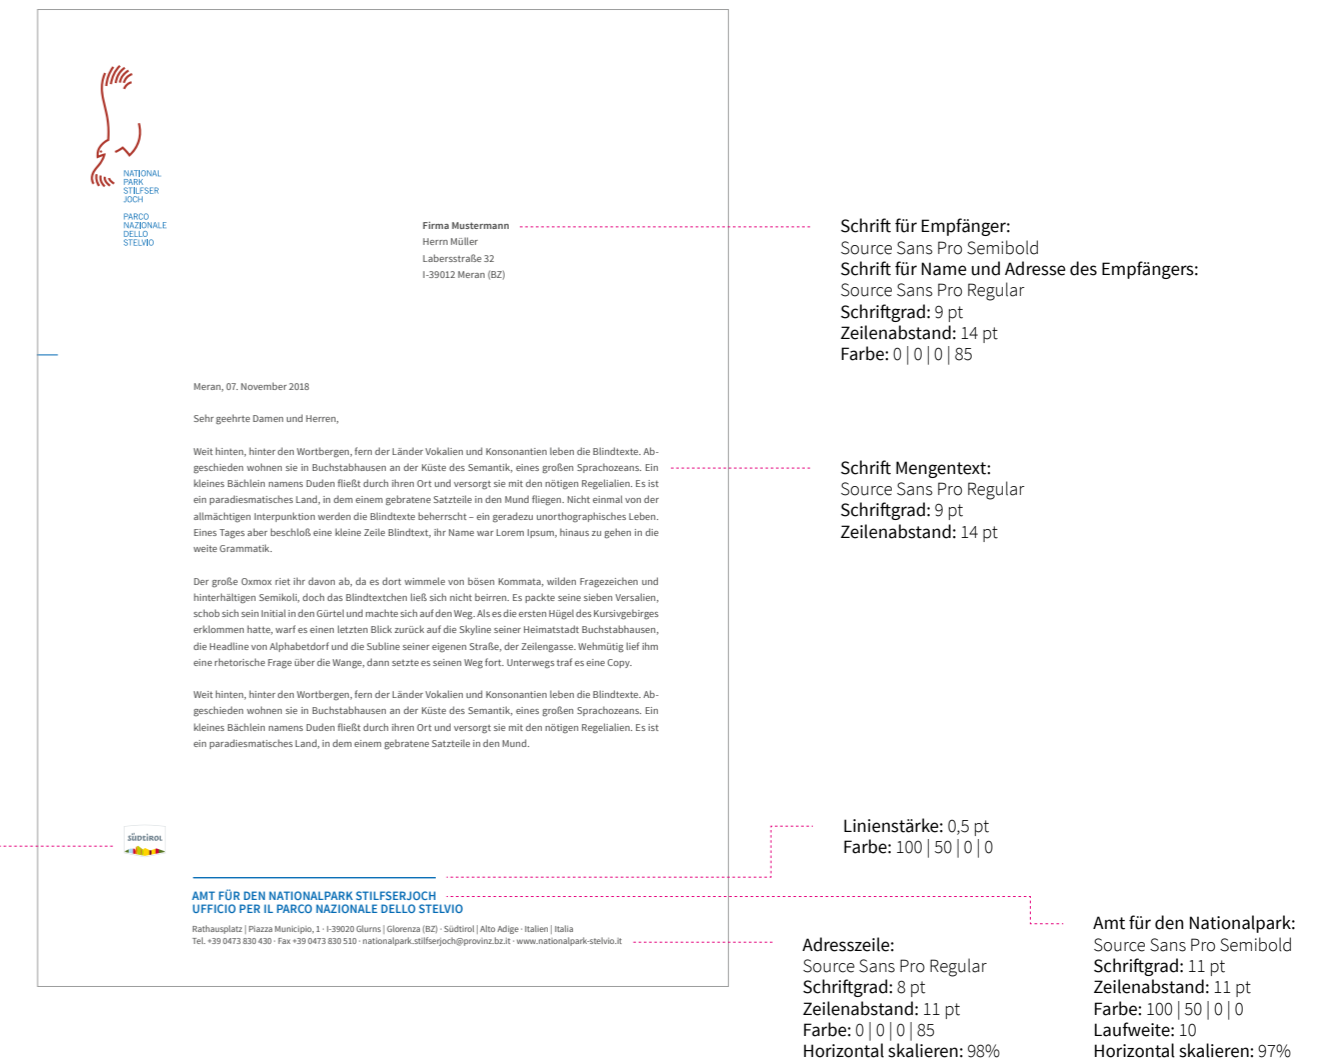 NATIONAL
PARK
STILFSER
JOCH
PARCO
NAZIONALE
DELLO
STELVIO
Firma Mustermann
Herrn Müller
Labersstraße 32
I-39012 Meran (BZ)
Schrift für Empfänger:
Source Sans Pro Semibold
Schrift für Name und Adresse des Empfängers:
Source Sans Pro Regular
Schriftgrad: 9 pt
Zeilenabstand: 14 pt
Farbe: 0 | 0 | 0 | 85
Meran, 07. November 2018
Sehr geehrte Damen und Herren,
Weit hinten, hinter den Wortbergen, fern der Länder Vokalien und Konsonantien leben die Blindtexte. Ab-
geschieden wohnen sie in Buchstabhausen an der Küste des Semantik, eines großen Sprachozeans. Ein
kleines Bächlein namens Duden fließt durch ihren Ort und versorgt sie mit den nötigen Regelialien. Es ist
ein paradiesmatisches Land, in dem einem gebratene Satzteile in den Mund fliegen. Nicht einmal von der
allmächtigen Interpunktion werden die Blindtexte beherrscht – ein geradezu unorthographisches Leben.
Eines Tages aber beschloß eine kleine Zeile Blindtext, ihr Name war Lorem Ipsum, hinaus zu gehen in die
weite Grammatik.
Der große Oxmox riet ihr davon ab, da es dort wimmele von bösen Kommata, wilden Fragezeichen und
hinterhältigen Semikoli, doch das Blindtextchen ließ sich nicht beirren. Es packte seine sieben Versalien,
schob sich sein Initial in den Gürtel und machte sich auf den Weg. Als es die ersten Hügel des Kursivgebirges
erklommen hatte, warf es einen letzten Blick zurück auf die Skyline seiner Heimatstadt Buchstabhausen,
die Headline von Alphabetdorf und die Subline seiner eigenen Straße, der Zeilengasse. Wehmütig lief ihm
eine rhetorische Frage über die Wange, dann setzte es seinen Weg fort. Unterwegs traf es eine Copy.
Weit hinten, hinter den Wortbergen, fern der Länder Vokalien und Konsonantien leben die Blindtexte. Ab-
geschieden wohnen sie in Buchstabhausen an der Küste des Semantik, eines großen Sprachozeans. Ein
kleines Bächlein namens Duden fließt durch ihren Ort und versorgt sie mit den nötigen Regelialien. Es ist
ein paradiesmatisches Land, in dem einem gebratene Satzteile in den Mund.
Schrift Mengentext:
Source Sans Pro Regular
Schriftgrad: 9 pt
Zeilenabstand: 14 pt
SÜDTIROL
Linienstärke: 0,5 pt
Farbe: 100 | 50 | 0 | 0
AMT FÜR DEN NATIONALPARK STILFSERJOCH
UFFICIO PER IL PARCO NAZIONALE DELLO STELVIO
Rathausplatz | Piazza Municipio, 1 · I-39020 Glurns | Glorenza (BZ) · Südtirol | Alto Adige · Italien | Italia
Tel. +39 0473 830 430 · Fax +39 0473 830 510 · nationalpark.stilfserjoch@provinz.bz.it · www.nationalpark-stelvio.it
Adresszeile:
Source Sans Pro Regular
Schriftgrad: 8 pt
Zeilenabstand: 11 pt
Farbe: 0 | 0 | 0 | 85
Horizontal skalieren: 98%
Amt für den Nationalpark:
Source Sans Pro Semibold
Schriftgrad: 11 pt
Zeilenabstand: 11 pt
Farbe: 100 | 50 | 0 | 0
Laufweite: 10
Horizontal skalieren: 97%